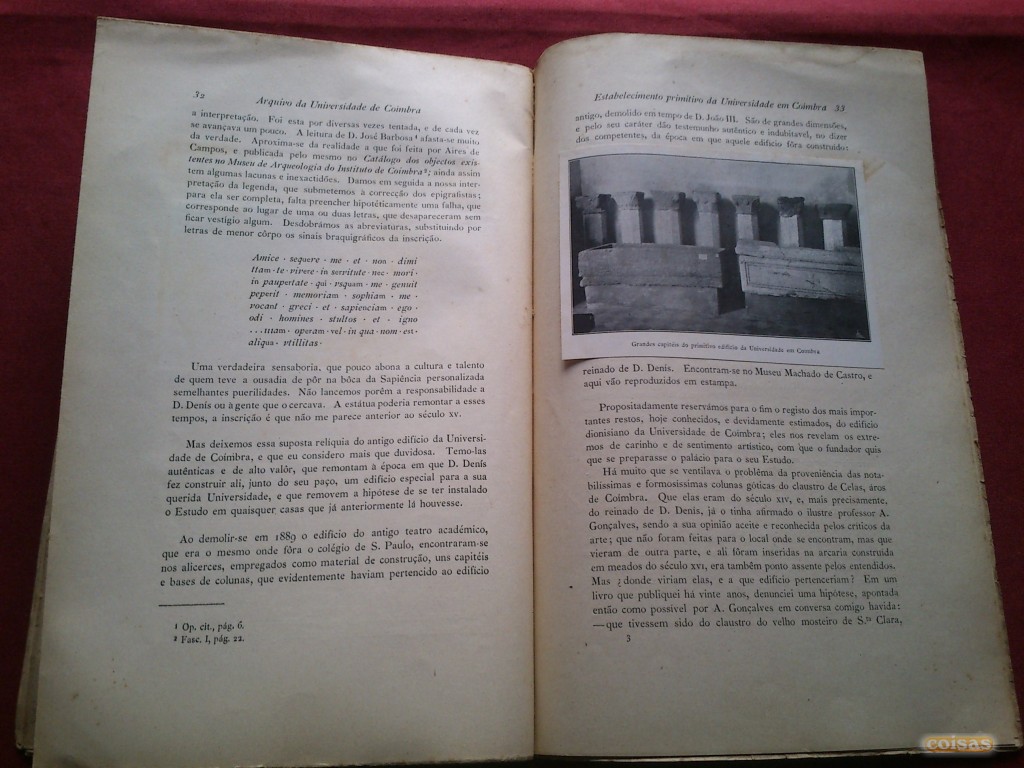 32
Arquivo da Universidade de Coimbra
a interpretação. Foi esta por diversas vezes tentada, e de cada vez
se avançava um pouco. A leitura de D. José Barbosa¹ afasta-se muito
da verdade. Aproxima-se da realidade a que foi feita por Aires de
Campos, e publicada pelo mesmo no Catálogo dos objectos exis-
tentes no Museu de Arqueologia do Instituto de Coimbra²; ainda assim
tem algumas lacunas e inexactidões. Damos em seguida a nossa inter-
pretação da legenda, que submetemos à correcção dos epigrafistas;
para ela ser completa, falta preencher hipotèticamente uma falha, que
corresponde ao lugar de uma ou duas letras, que desapareceram sem
ficar vestígio algum. Desdobrámos as abreviaturas, substituindo por
letras de menor côrpo os sinais braquigráficos da inscrição.
Amice · sequere · me · et · non · dimi
ttam · te · vivere · in · servitute · nec · mori ·
in · paupertate · qui · rsquam · me · genuit
peperit · memoriam · sophiam · me ·
vocant · greci · et · sapienciam · ego ·
odi · homines · stultos · et · igno
...mam · operam · vel · in · qua · nom · est ·
aliqua · vtillitas ·
Uma verdadeira sensaboria, que pouco abona a cultura e talento
de quem teve a ousadia de pôr na bôca da Sapiência personalizada
semelhantes puerilidades. Não lancemos porêm a responsabilidade a
D. Denís ou à gente que o cercava. A estátua poderia remontar a esses
tempos, a inscrição é que não me parece anterior ao século xv.
Mas deixemos essa suposta relíquia do antigo edifício da Universi-
dade de Coimbra, e que eu considero mais que duvidosa. Temo-las
autênticas e de alto valôr, que remontam à época em que D. Denís
fez construir ali, junto do seu paço, um edifício especial para a sua
querida Universidade, e que removem a hipótese de se ter instalado
o Estudo em quaisquer casas que já anteriormente lá houvesse.
Ao demolir-se em 1889 o edifício do antigo teatro académico,
que era o mesmo onde fôra o colégio de S. Paulo, encontraram-se
nos alicerces, empregados como material de construção, uns capitéis
e bases de colunas, que evidentemente haviam pertencido ao edifício
¹ Op. cit., pág. 6.
² Fasc. I, pág. 22.
Estabelecimento primitivo da Universidade em Coimbra 33
antigo, demolido em tempo de D. João III. São de grandes dimensões,
e pelo seu caráter dão testemunho autêntico e indubitável, no dizer
dos competentes, da época em que aquele edifício fôra construído:
Grandes capitéis do primitivo edifício da Universidade em Coimbra
reinado de D. Denís. Encontram-se no Museu Machado de Castro, e
aqui vão reproduzidos em estampa.
Propositadamente reservámos para o fim o registo dos mais impor-
tantes restos, hoje conhecidos, e devidamente estimados, do edifício
dionisiano da Universidade de Coimbra; eles nos revelam os extre-
mos de carinho e de sentimento artístico, com que o fundador quis
que se preparasse o palácio para o seu Estudo.
Há muito que se ventilava o problêma da proveniência das nota-
bilíssimas e formosíssimas colunas góticas do claustro de Celas, áros
de Coimbra. Que elas eram do século xiv, e, mais precisamente,
do reinado de D. Denís, já o tinha afirmado o ilustre professor A.
Gonçalves, sendo a sua opinião aceite e reconhecida pelos críticos da
arte; que não foram feitas para o local onde se encontram, mas que
vieram de outra parte, e ali fôram inseridas na arcaria construída
em meados do século xvi, era também ponto assente pelos entendidos.
Mas ¿donde viriam elas, e a que edifício pertenceriam? Em um
livro que publiquei há vinte anos, denunciei uma hipótese, apontada
então como possível por A. Gonçalves em conversa comigo havida:
— que tivessem sido do claustro do velho mosteiro de S.ᵗᵃ Clara,
3
coisas